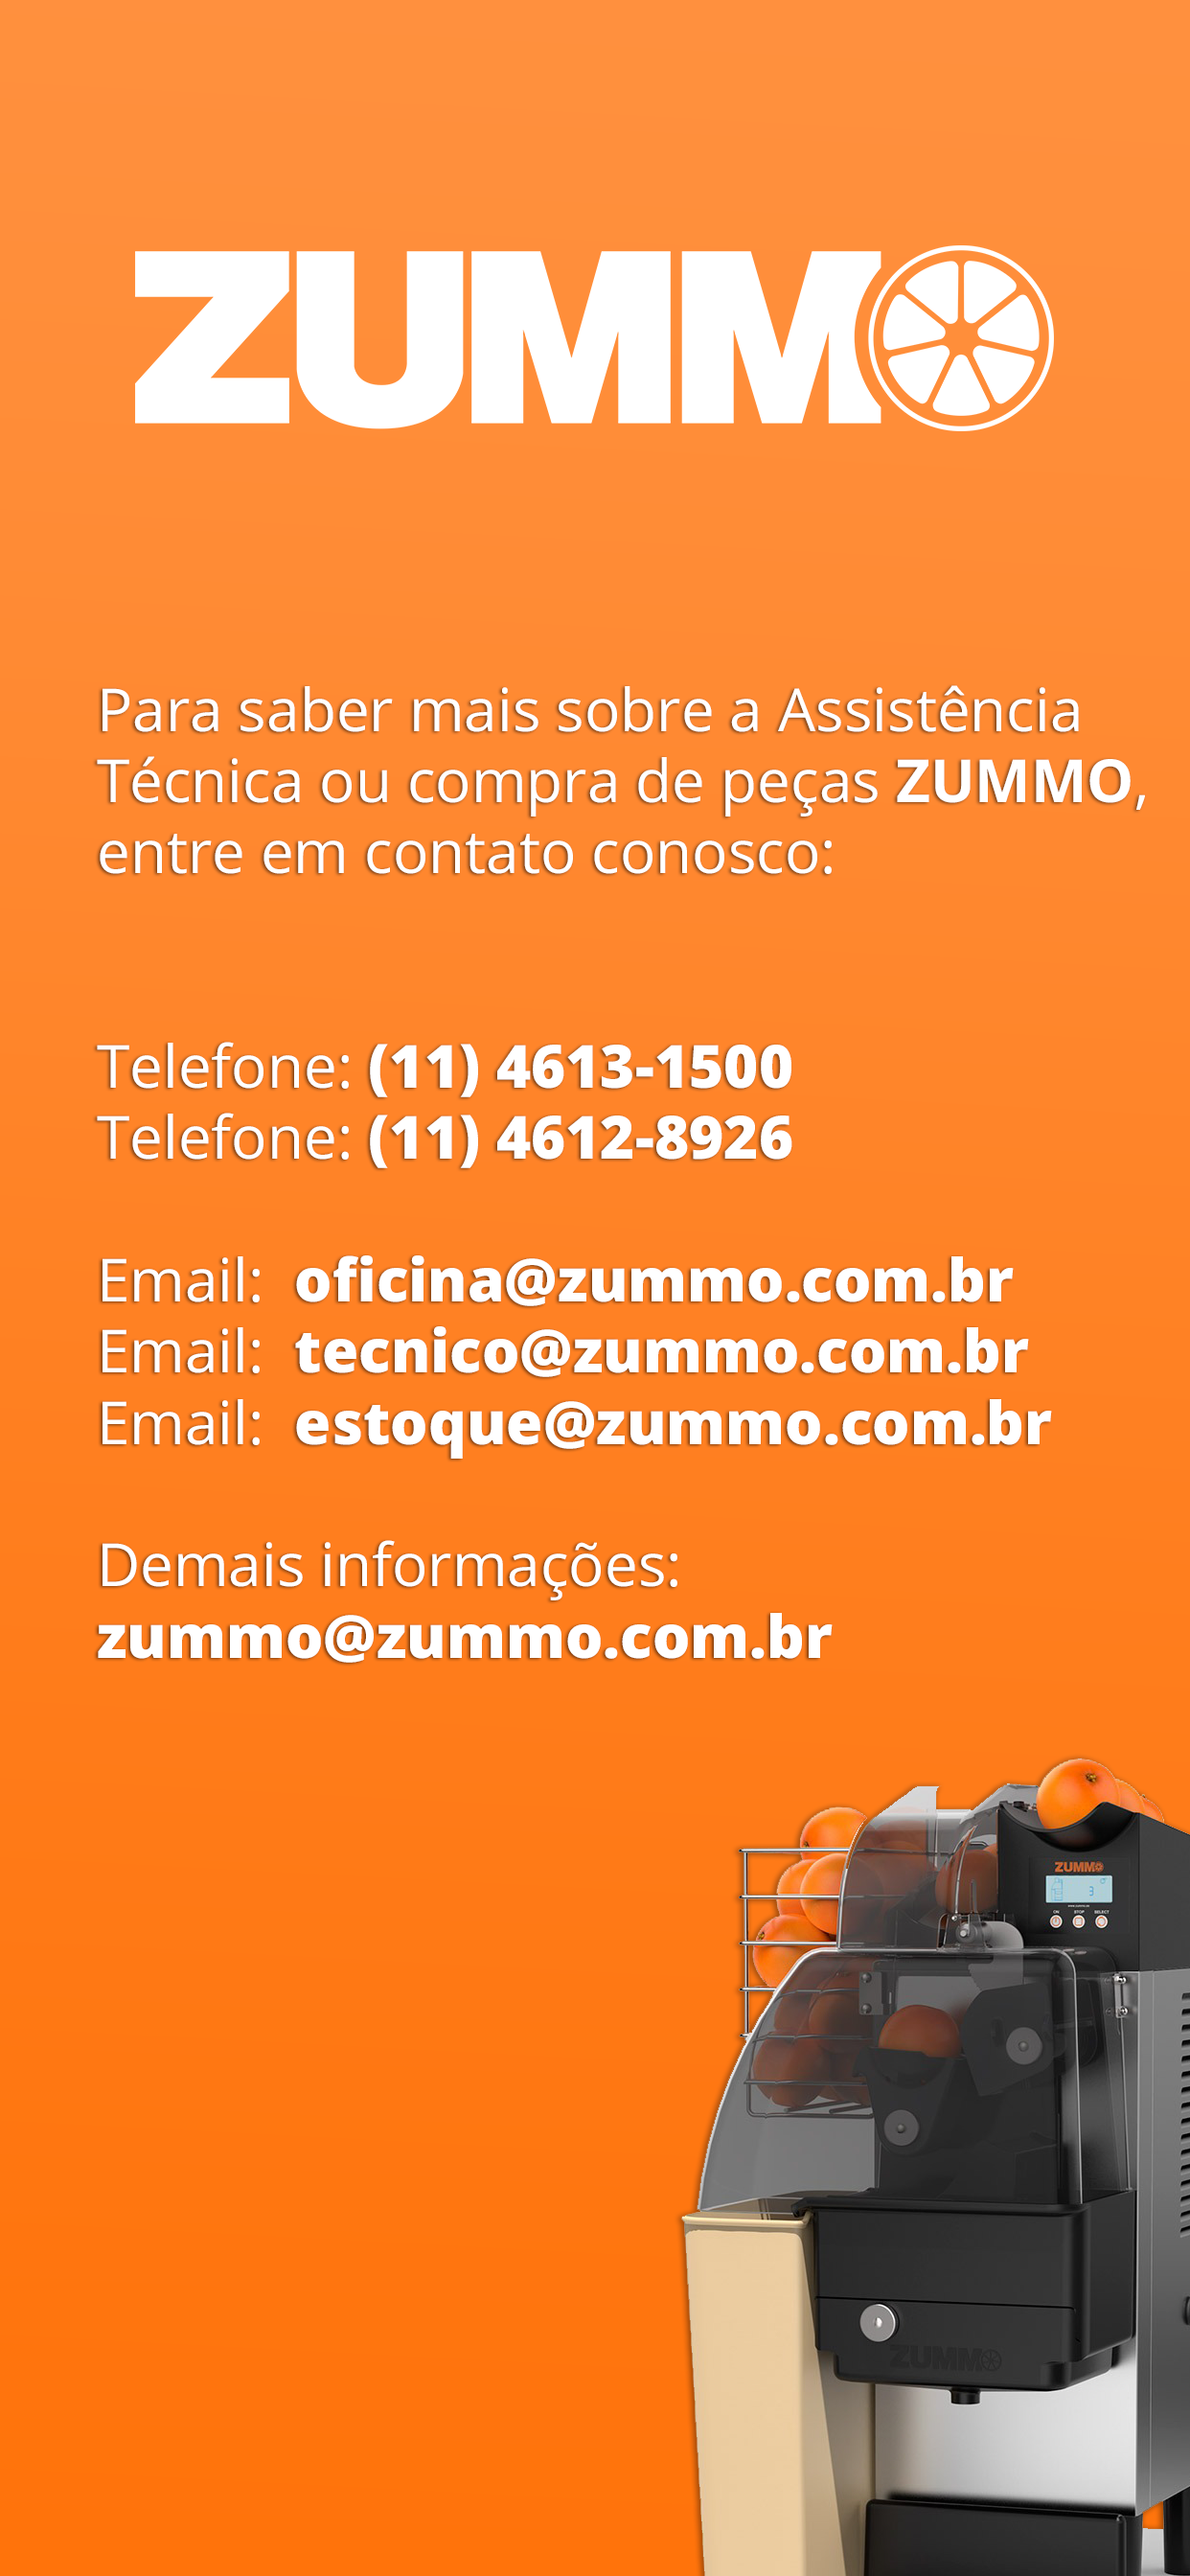 ZUMMO
Para saber mais sobre a Assistência
Técnica ou compra de peças ZUMMO,
entre em contato conosco:
Telefone: (11) 4613-1500
Telefone: (11) 4612-8926
Email: oficina@zummo.com.br
Email: tecnico@zummo.com.br
Email: estoque@zummo.com.br
Demais informações:
zummo@zummo.com.br
ZUMMO
3
ON STOP SELECT
ZUMMO